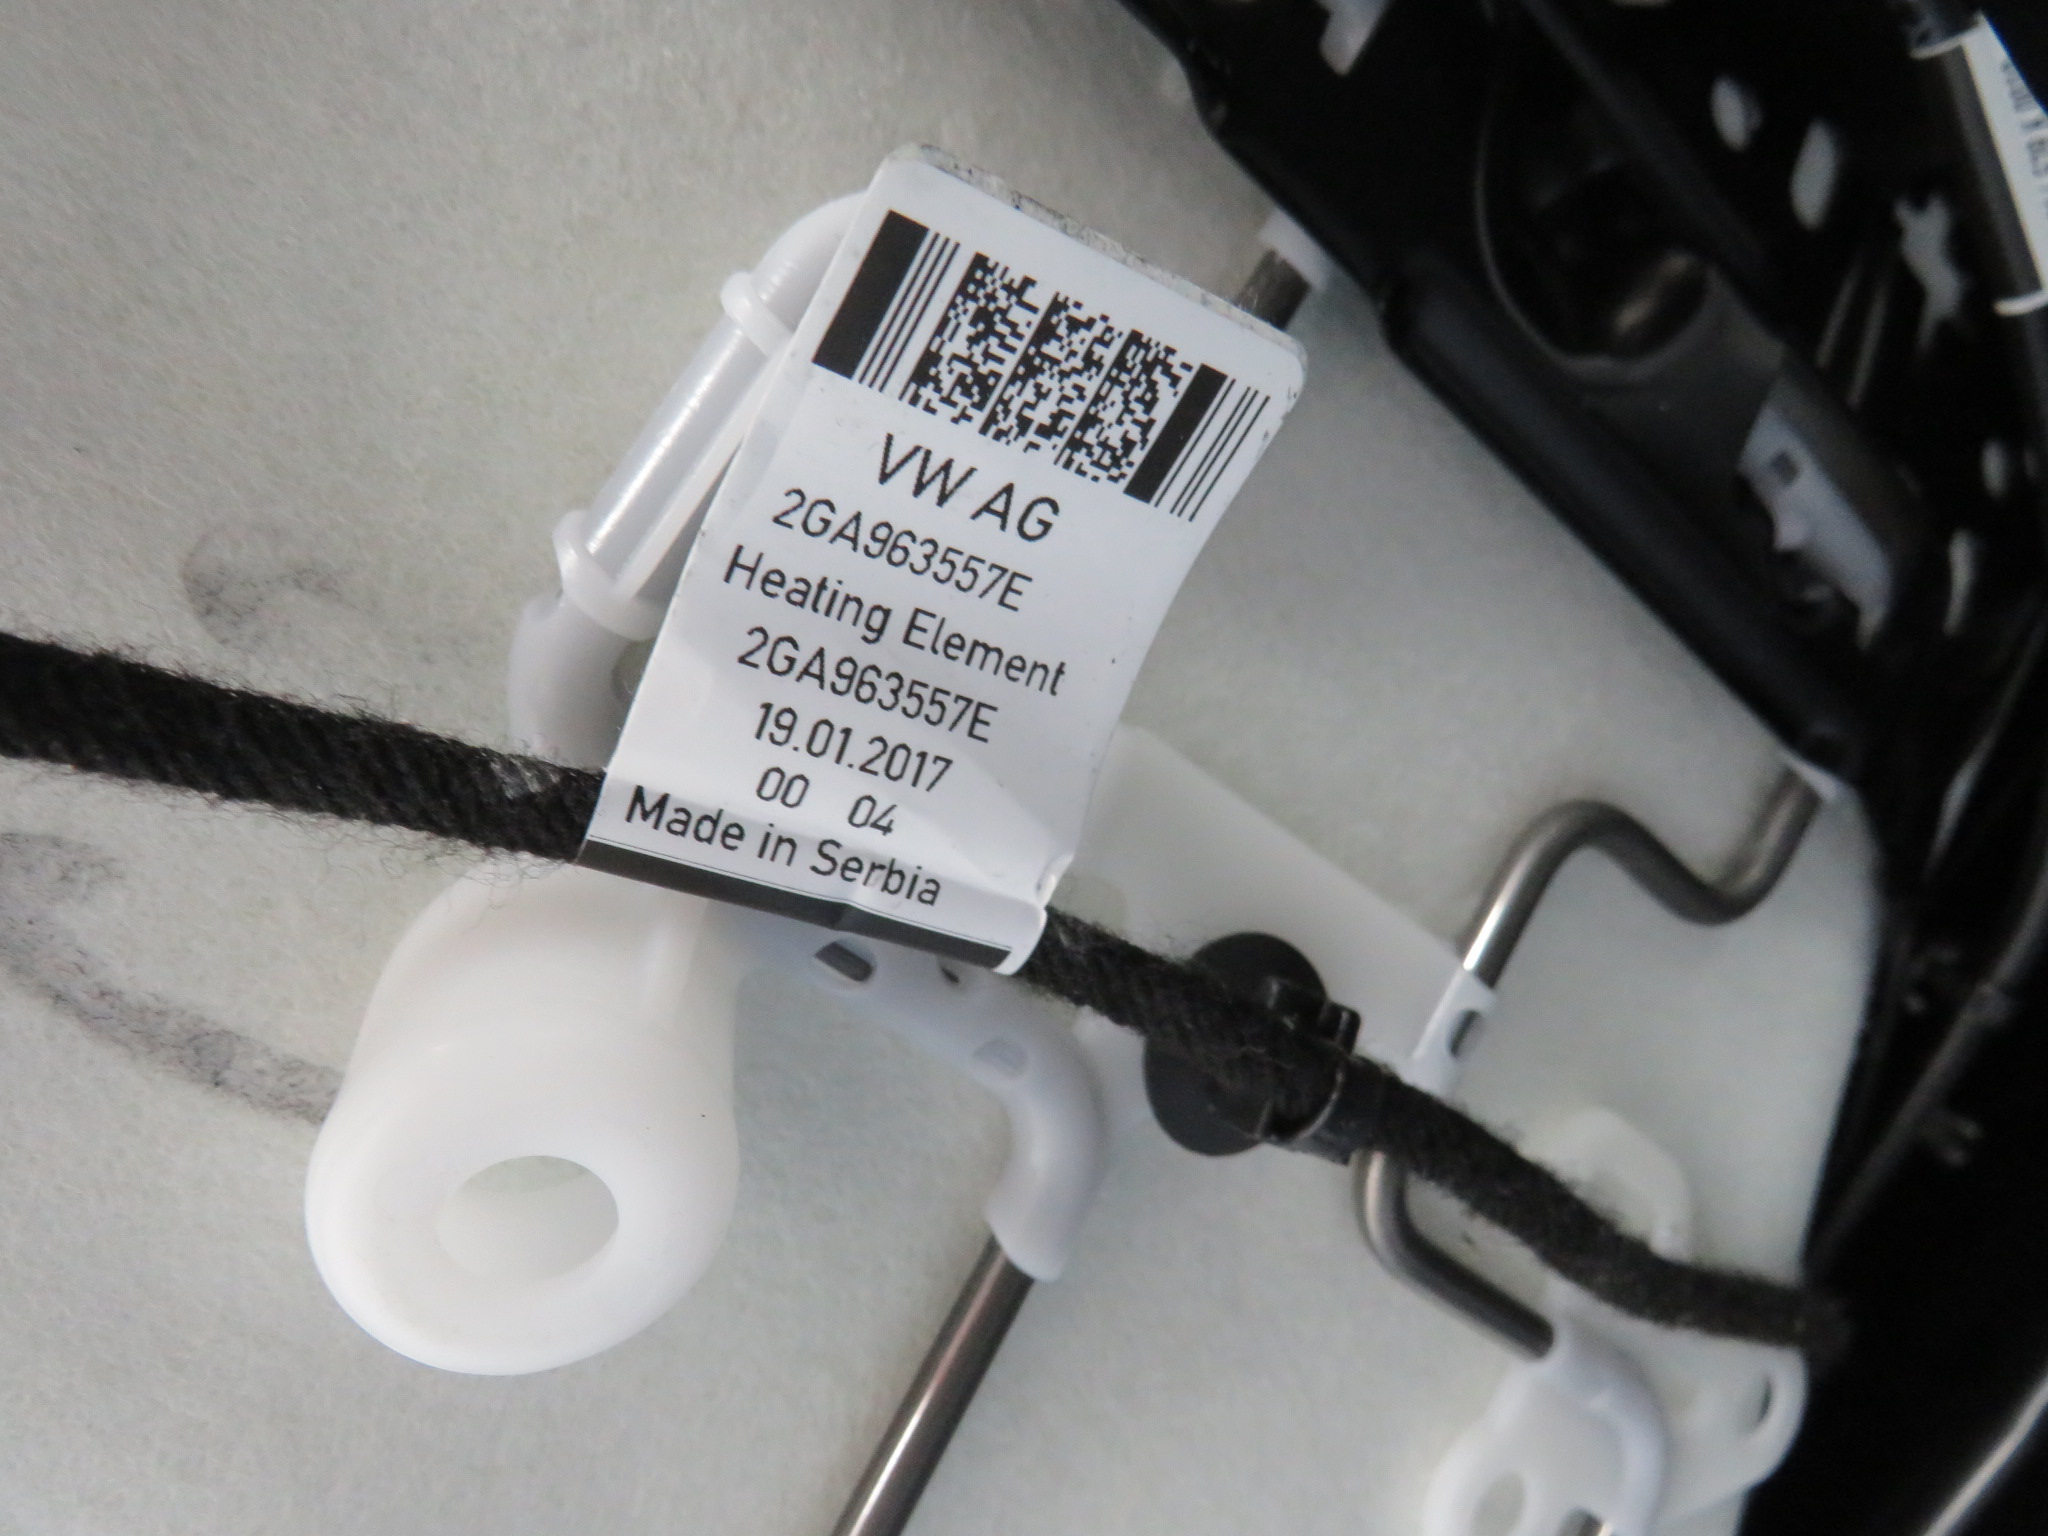 VW AG
2GA963557E
Heating Element
2GA963557E
19.01.2017
00 04
Made in Serbia